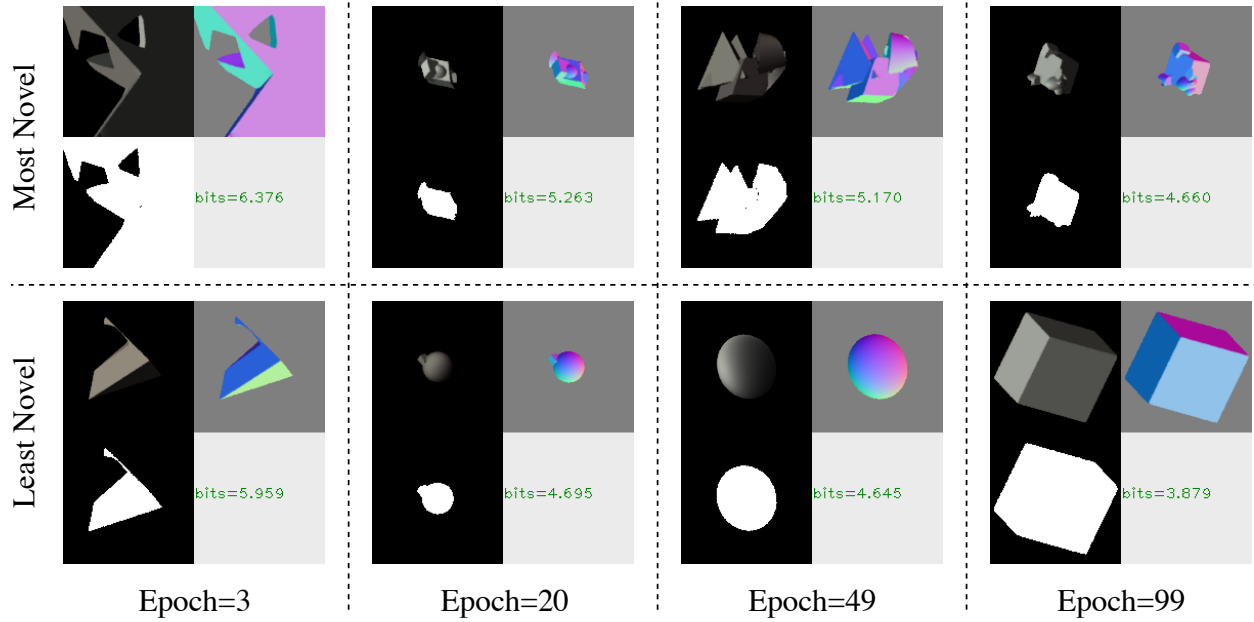 Most Novel
bits=6.376
bits=5.263
bits=5.170
bits=4.660
Least Novel
bits=5.959
bits=4.695
bits=4.645
bits=3.879
Epoch=3
Epoch=20
Epoch=49
Epoch=99